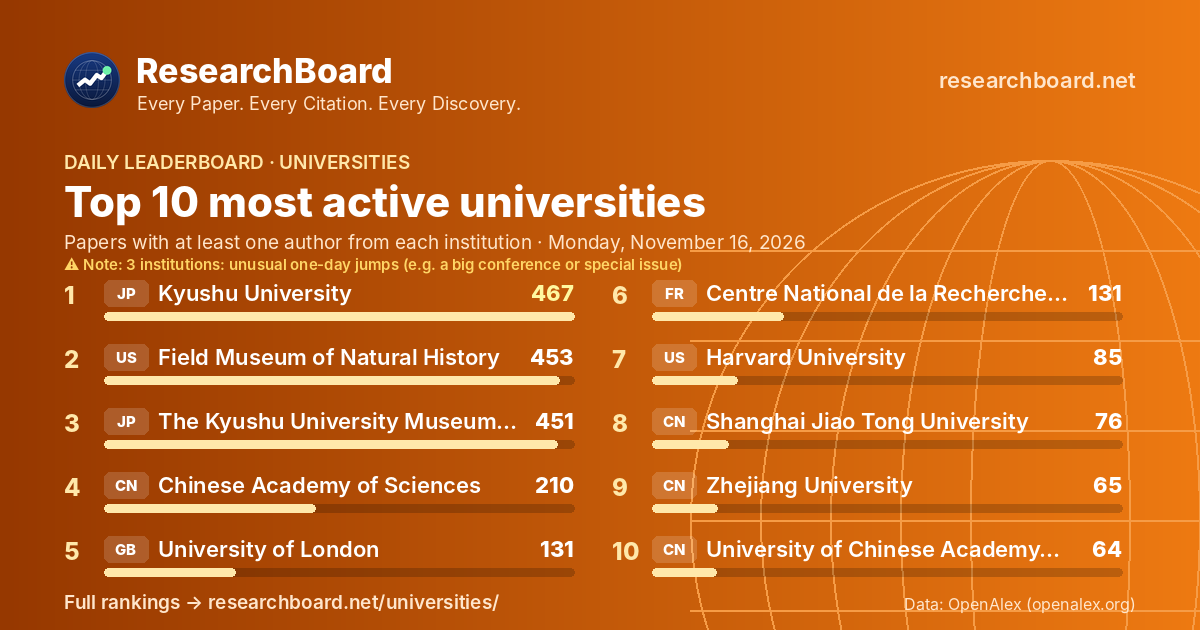 ResearchBoard
Every Paper. Every Citation. Every Discovery.
researchboard.net
DAILY LEADERBOARD · UNIVERSITIES
Top 10 most active universities
Papers with at least one author from each institution · Monday, November 16, 2026
⚠ Note: 3 institutions: unusual one-day jumps (e.g. a big conference or special issue)
1 JP Kyushu University 467
2 US Field Museum of Natural History 453
3 JP The Kyushu University Museum... 451
4 CN Chinese Academy of Sciences 210
5 GB University of London 131
6 FR Centre National de la Recherche... 131
7 US Harvard University 85
8 CN Shanghai Jiao Tong University 76
9 CN Zhejiang University 65
10 CN University of Chinese Academy... 64
Full rankings → researchboard.net/universities/
Data: OpenAlex (openalex.org)